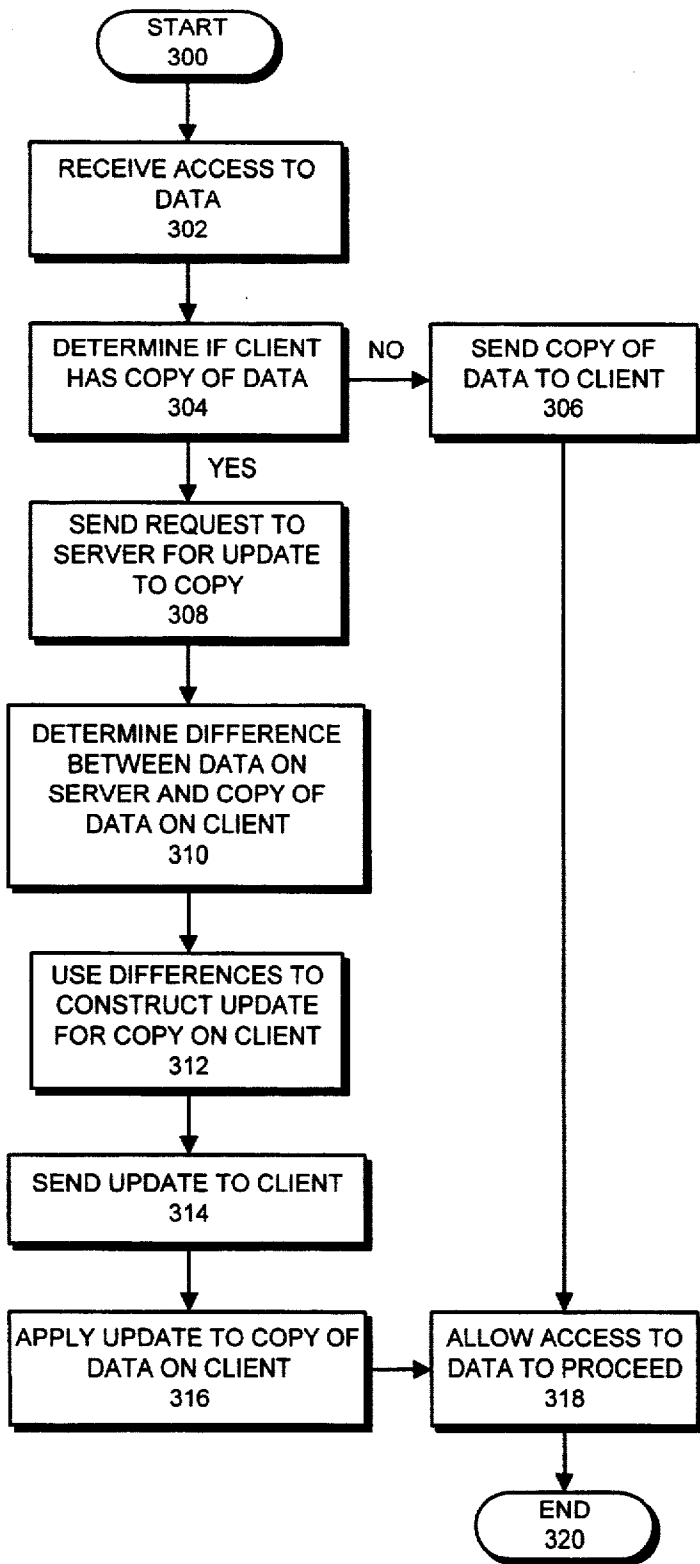 START
300
RECEIVE ACCESS TO
DATA
302
DETERMINE IF CLIENT
HAS COPY OF DATA
304
NO
SEND COPY OF
DATA TO CLIENT
306
YES
SEND REQUEST TO
SERVER FOR UPDATE
TO COPY
308
DETERMINE DIFFERENCE
BETWEEN DATA ON
SERVER AND COPY OF
DATA ON CLIENT
310
USE DIFFERENCES TO
CONSTRUCT UPDATE
FOR COPY ON CLIENT
312
SEND UPDATE TO CLIENT
314
APPLY UPDATE TO COPY OF
DATA ON CLIENT
316
ALLOW ACCESS TO
DATA TO PROCEED
318
END
320